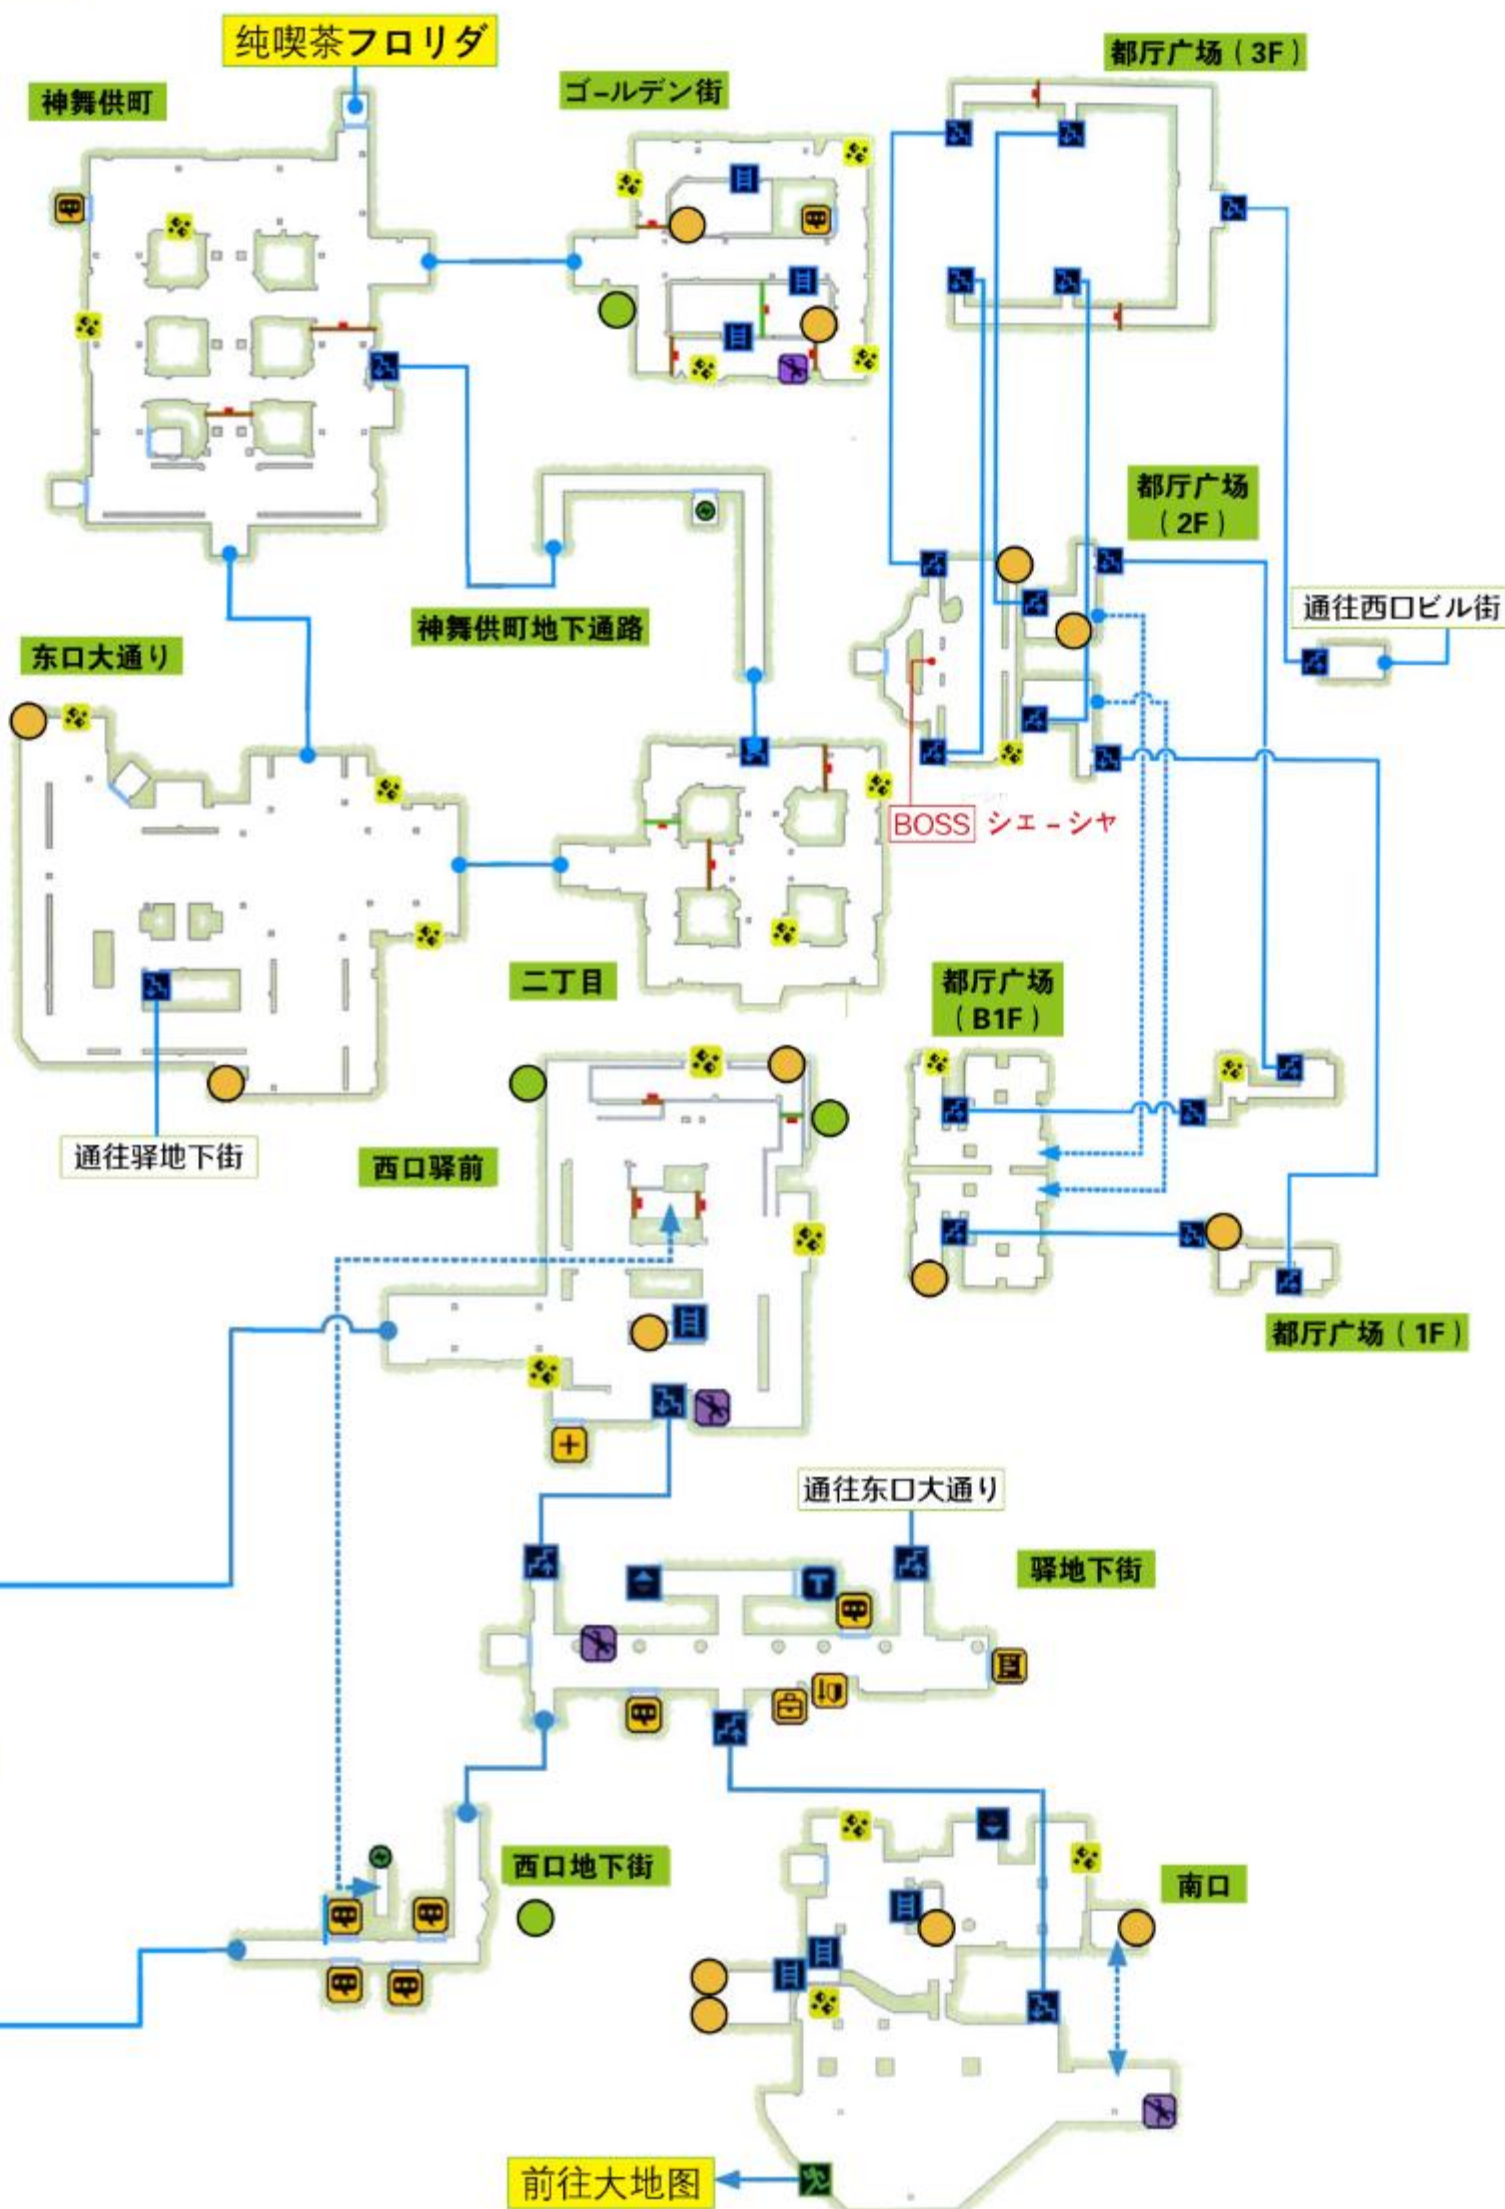 纯喫茶フロリダ
神舞供町
ゴ-ルデン街
都厅广场（3F）
都厅广场
（2F）
通往西口ビル街
神舞供町地下通路
东口大通り
BOSS シェ-シャ
二丁目
都厅广场
（B1F）
通往驿地下街
西口驿前
都厅广场（1F）
通往东口大通り
驿地下街
西口地下街
南口
前往大地图